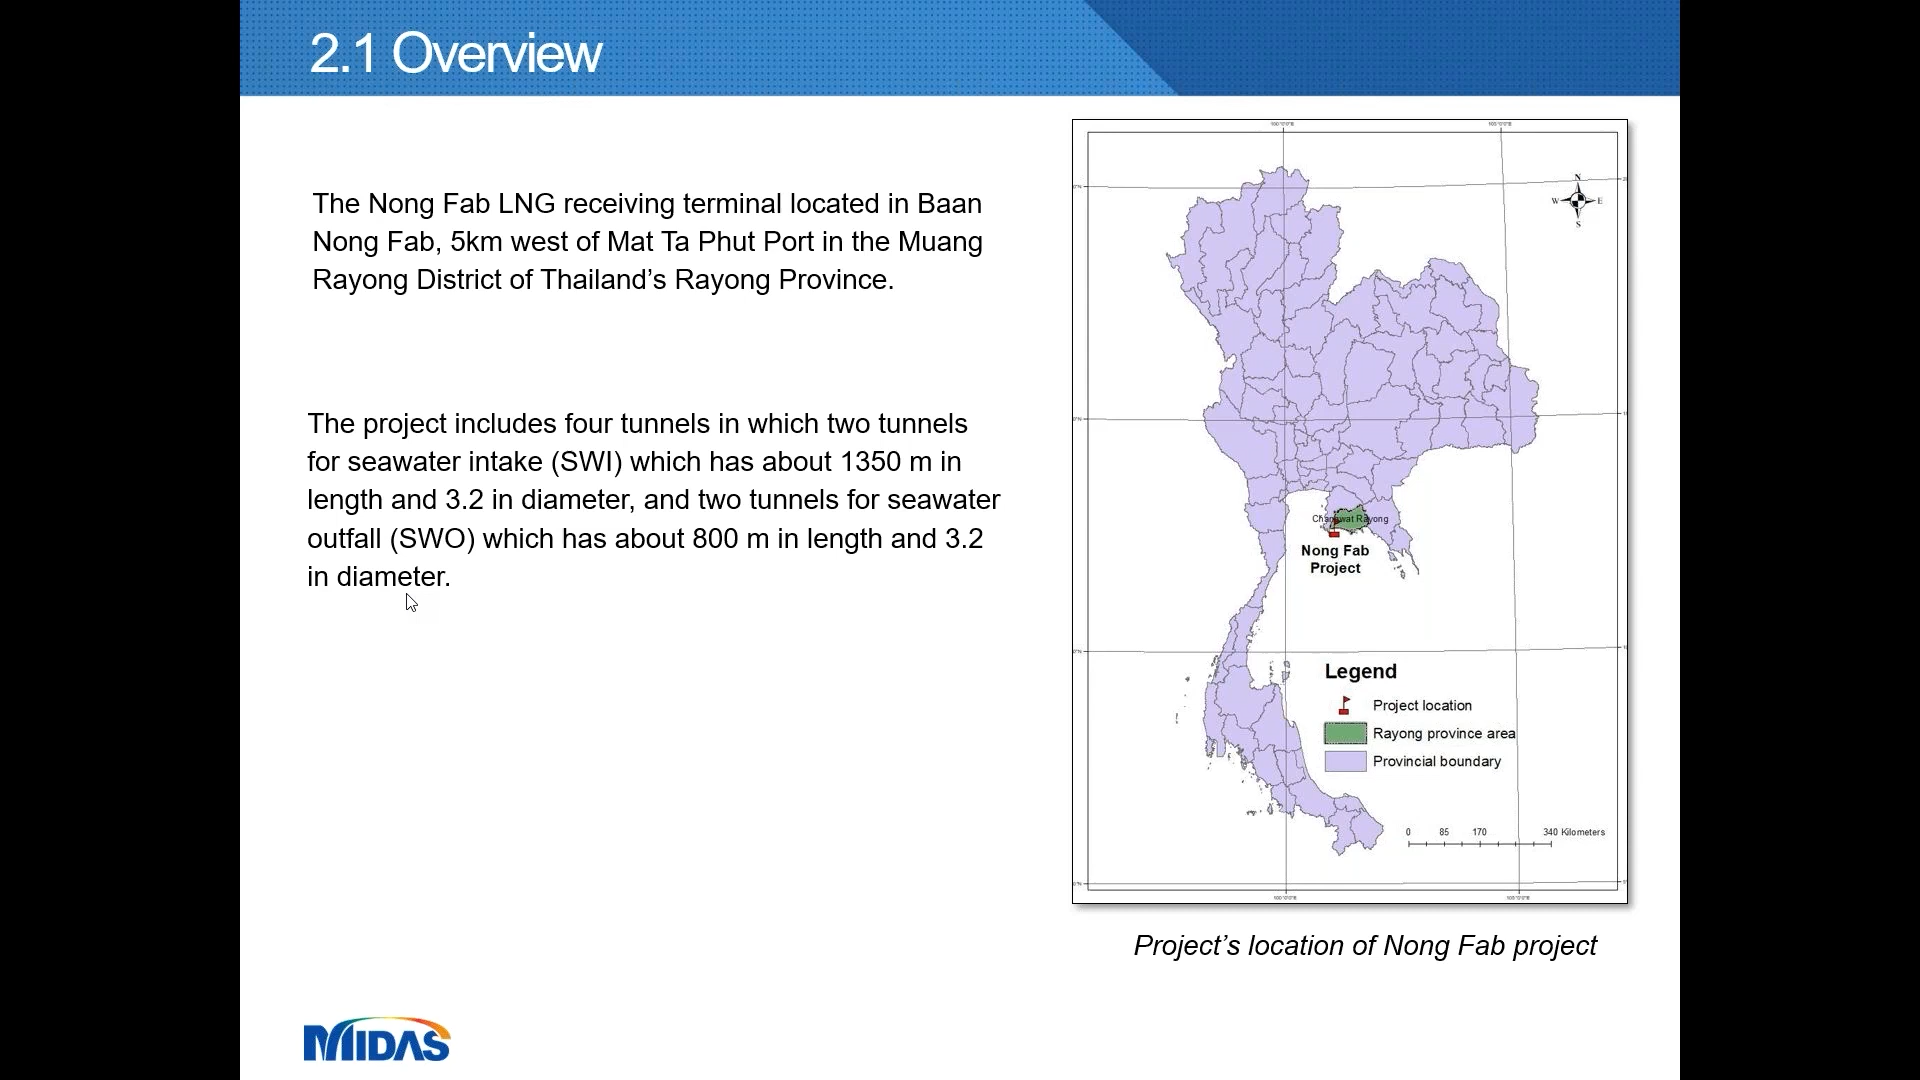 2.1 Overview
The Nong Fab LNG receiving terminal located in Baan
Nong Fab, 5km west of Mat Ta Phut Port in the Muang
Rayong District of Thailand’s Rayong Province.
The project includes four tunnels in which two tunnels
for seawater intake (SWI) which has about 1350 m in
length and 3.2 in diameter, and two tunnels for seawater
outfall (SWO) which has about 800 m in length and 3.2
in diameter.
N
W E
S
Rayong
Nong Fab
Project
Legend
Project location
Rayong province area
Provincial boundary
0 85 170 340 Kilometers
Project’s location of Nong Fab project
MIDAS